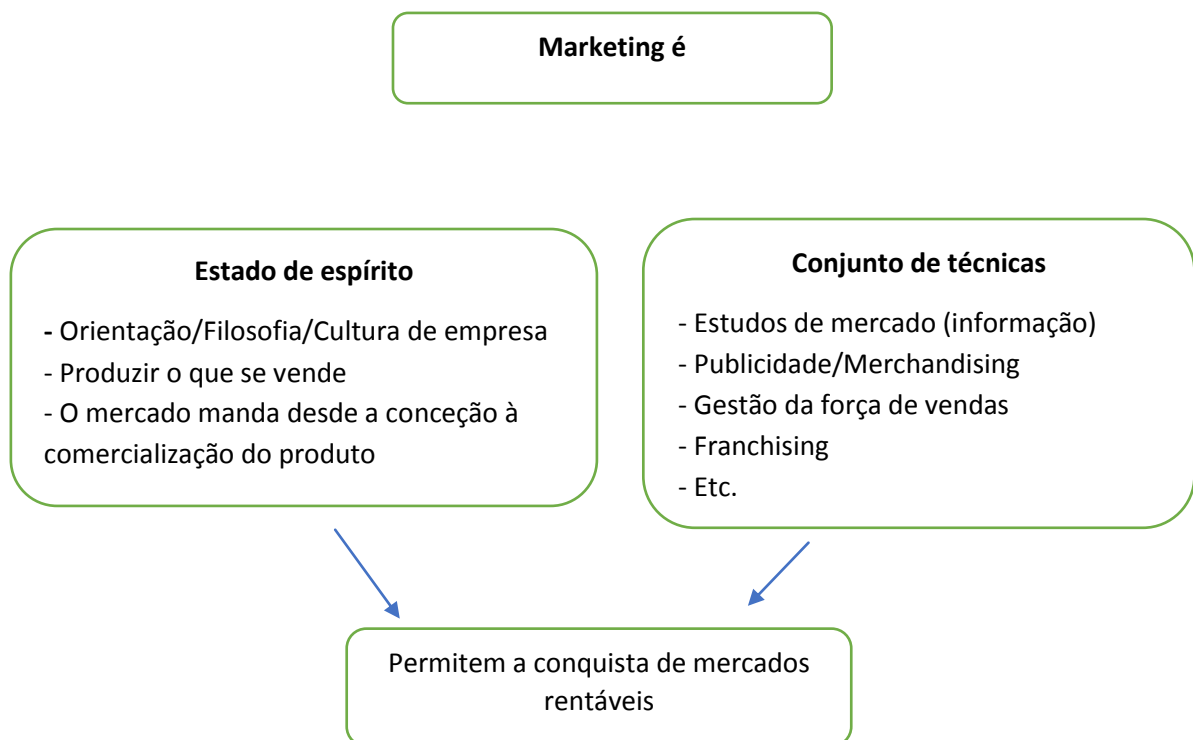 Marketing é
Estado de espírito
- Orientação/Filosofia/Cultura de empresa
- Produzir o que se vende
- O mercado manda desde a conceção à
comercialização do produto
Conjunto de técnicas
- Estudos de mercado (informação)
- Publicidade/Merchandising
- Gestão da força de vendas
- Franchising
- Etc.
Permitem a conquista de mercados
rentáveis